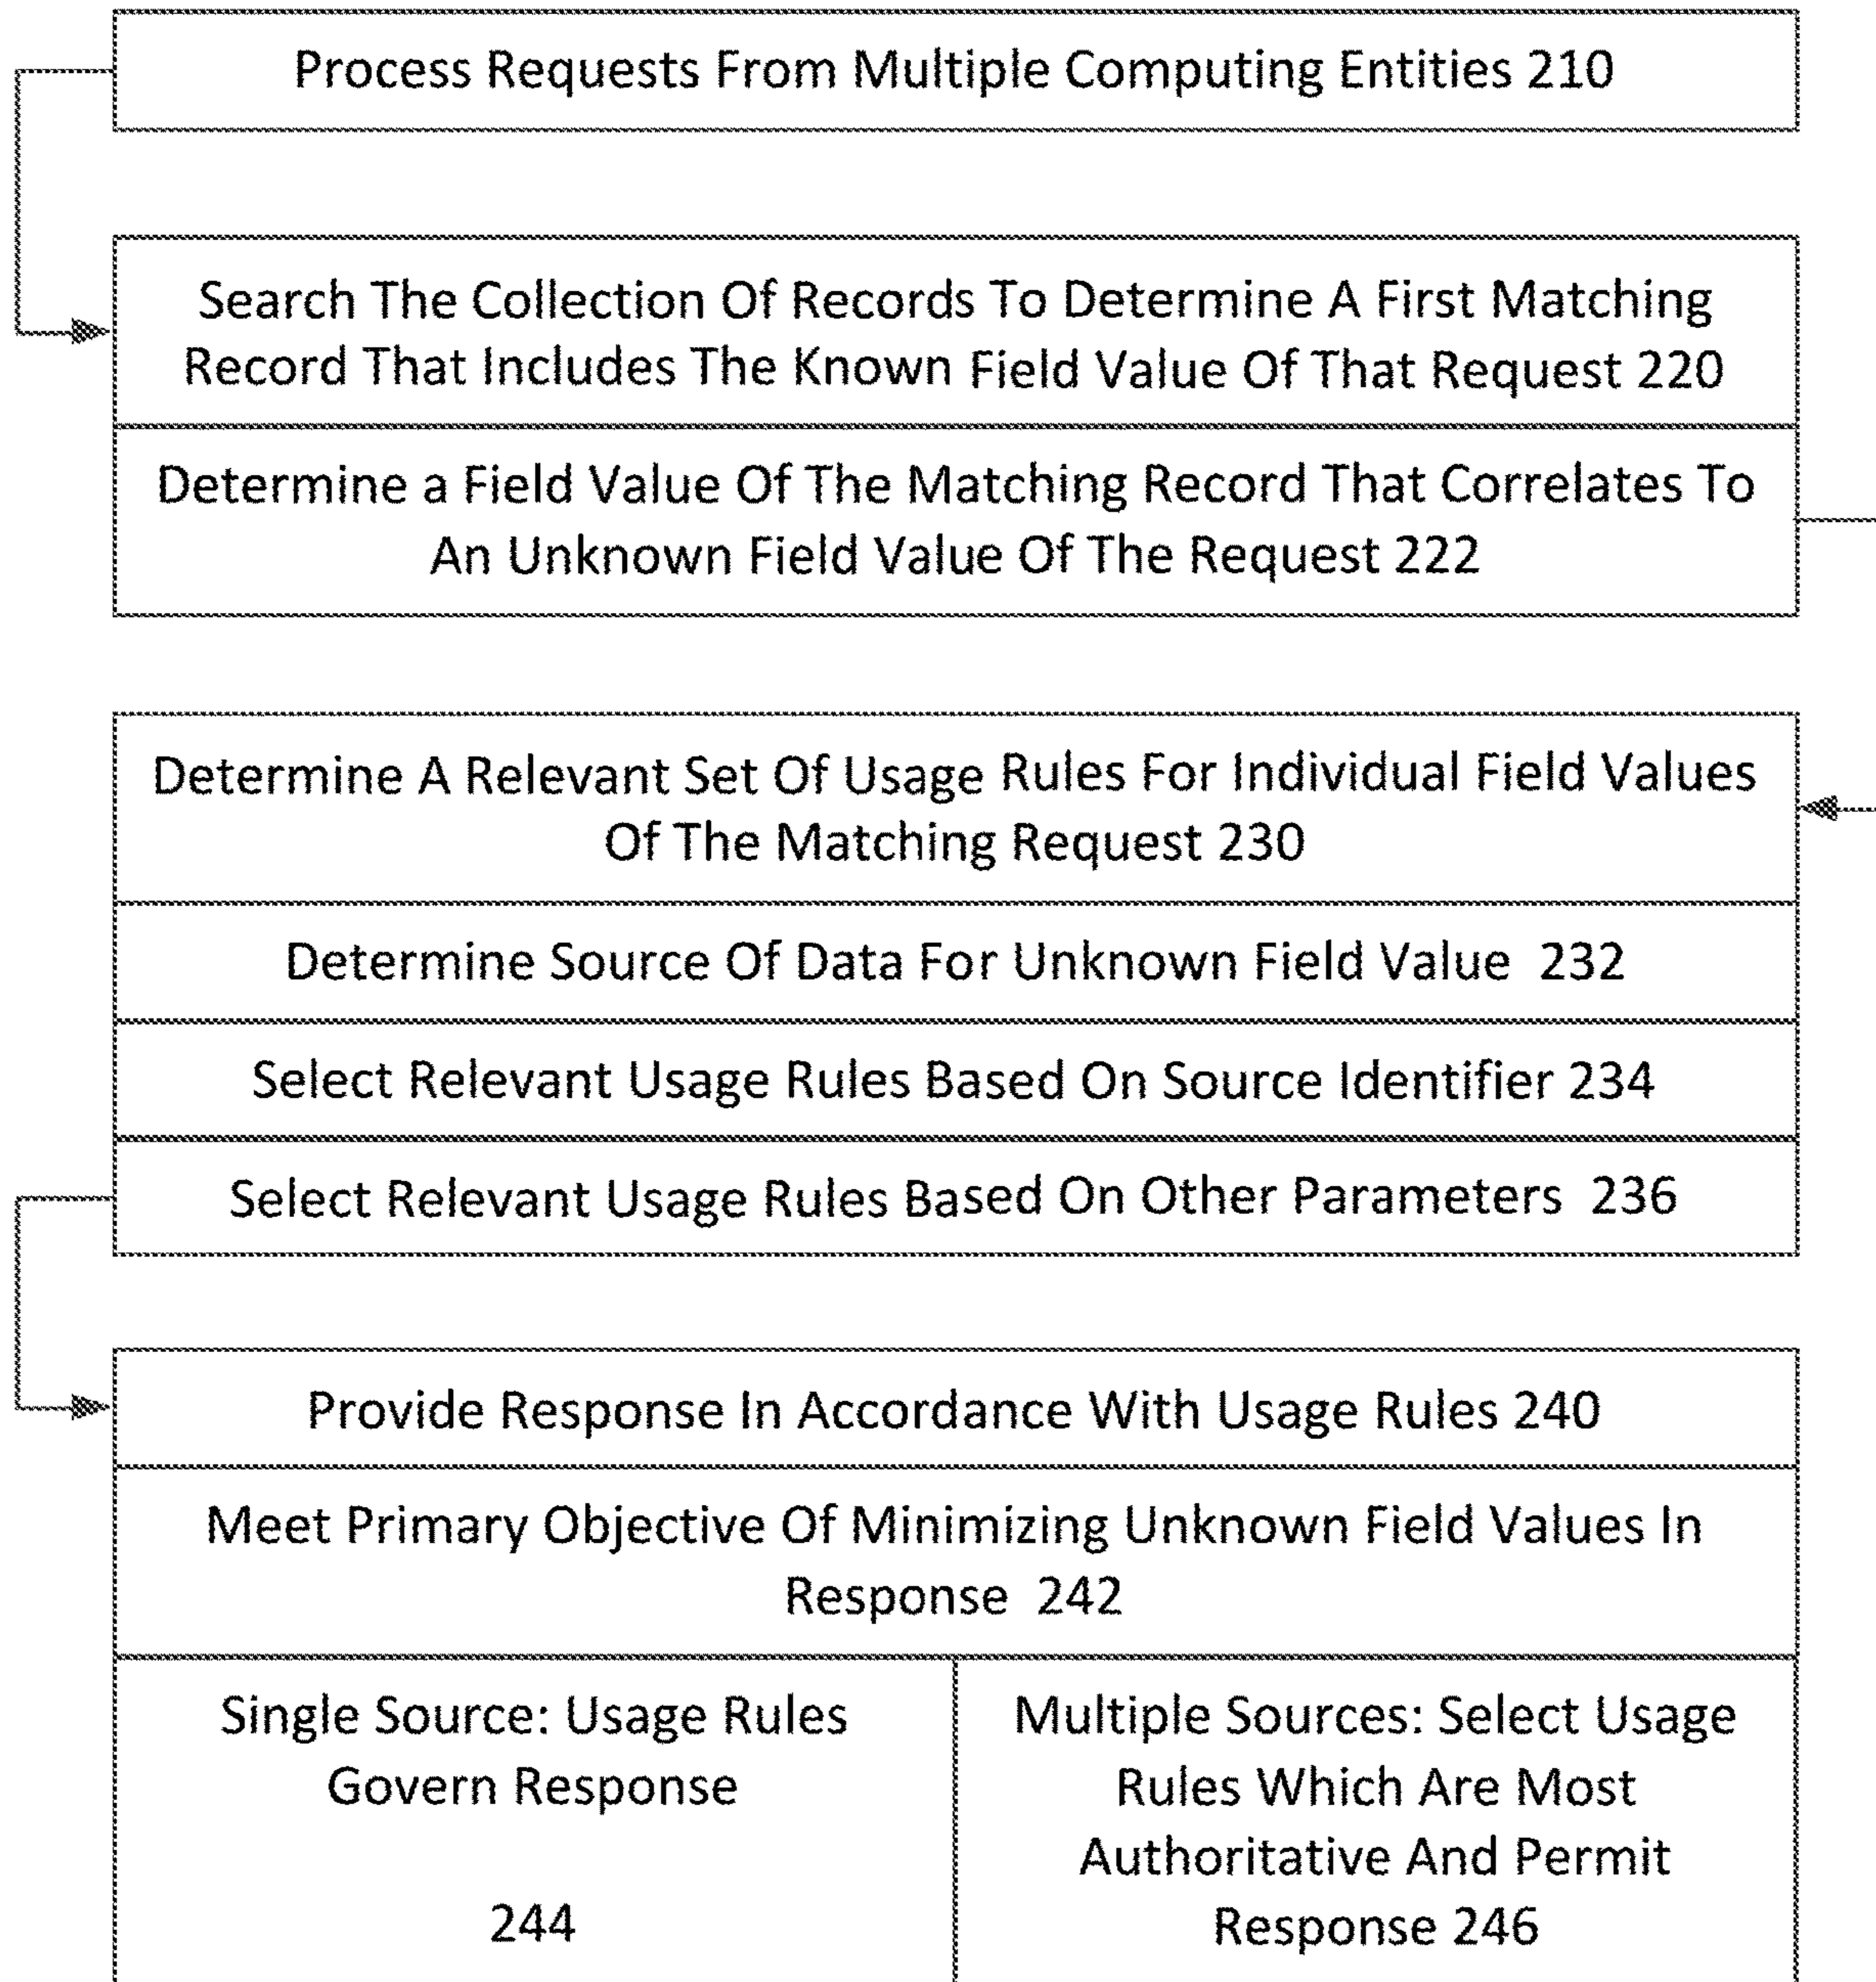 Process Requests From Multiple Computing Entities 210
Search The Collection Of Records To Determine A First Matching
Record That Includes The Known Field Value Of That Request 220
Determine a Field Value Of The Matching Record That Correlates To
An Unknown Field Value Of The Request 222
Determine A Relevant Set Of Usage Rules For Individual Field Values
Of The Matching Request 230
Determine Source Of Data For Unknown Field Value 232
Select Relevant Usage Rules Based On Source Identifier 234
Select Relevant Usage Rules Based On Other Parameters 236
Provide Response In Accordance With Usage Rules 240
Meet Primary Objective Of Minimizing Unknown Field Values In
Response 242
Single Source: Usage Rules
Govern Response
244
Multiple Sources: Select Usage
Rules Which Are Most
Authoritative And Permit
Response 246